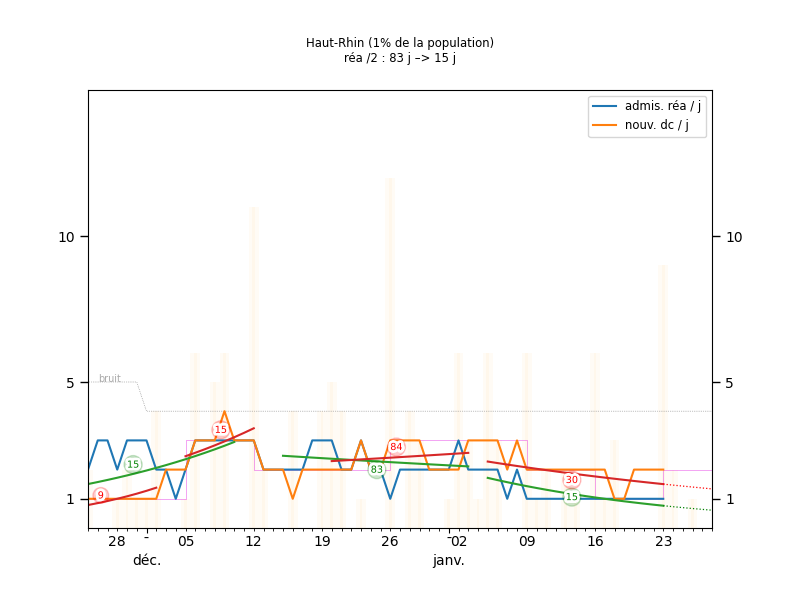 Haut-Rhin (1% de la population)
réa /2 : 83 j –> 15 j
admis. réa / j
nouv. dc / j
10 10
bruit
5 5
15
84
83
15
30
9
15
1 1
28 - 05 12 19 26 -02 09 16 23
déc. janv.